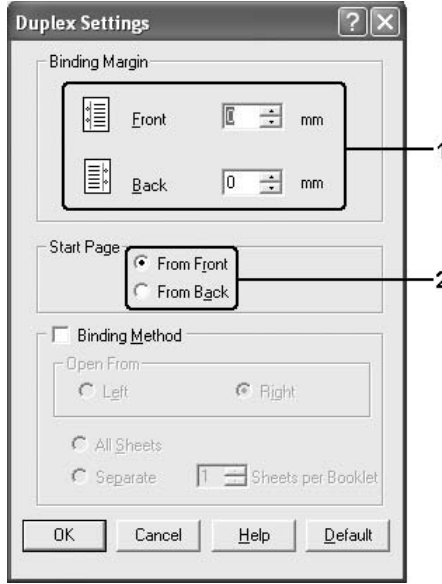 Duplex Settings
Binding Margin
Front 0 mm
1
Back 0 mm
Start Page
From Front
2
From Back
Binding Method
Open From
Left Right
All Sheets
Separate 1 Sheets per Booklet
OK Cancel Help Default